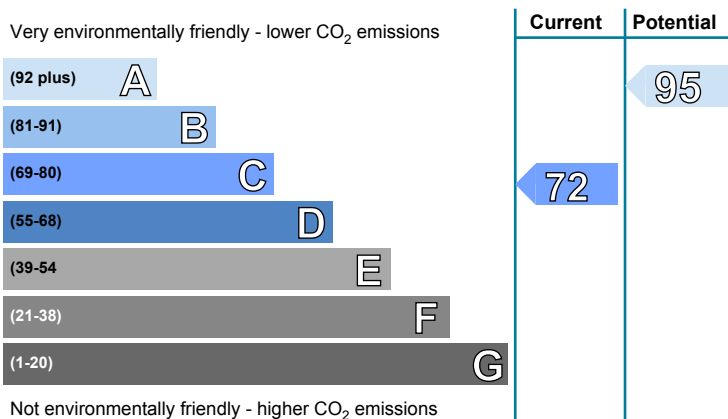 Very environmentally friendly - lower CO2 emissions
Current
Potential
(92 plus) A
95
(81-91) B
(69-80) C
72
(55-68) D
(39-54 E
(21-38) F
(1-20) G
Not environmentally friendly - higher CO2 emissions